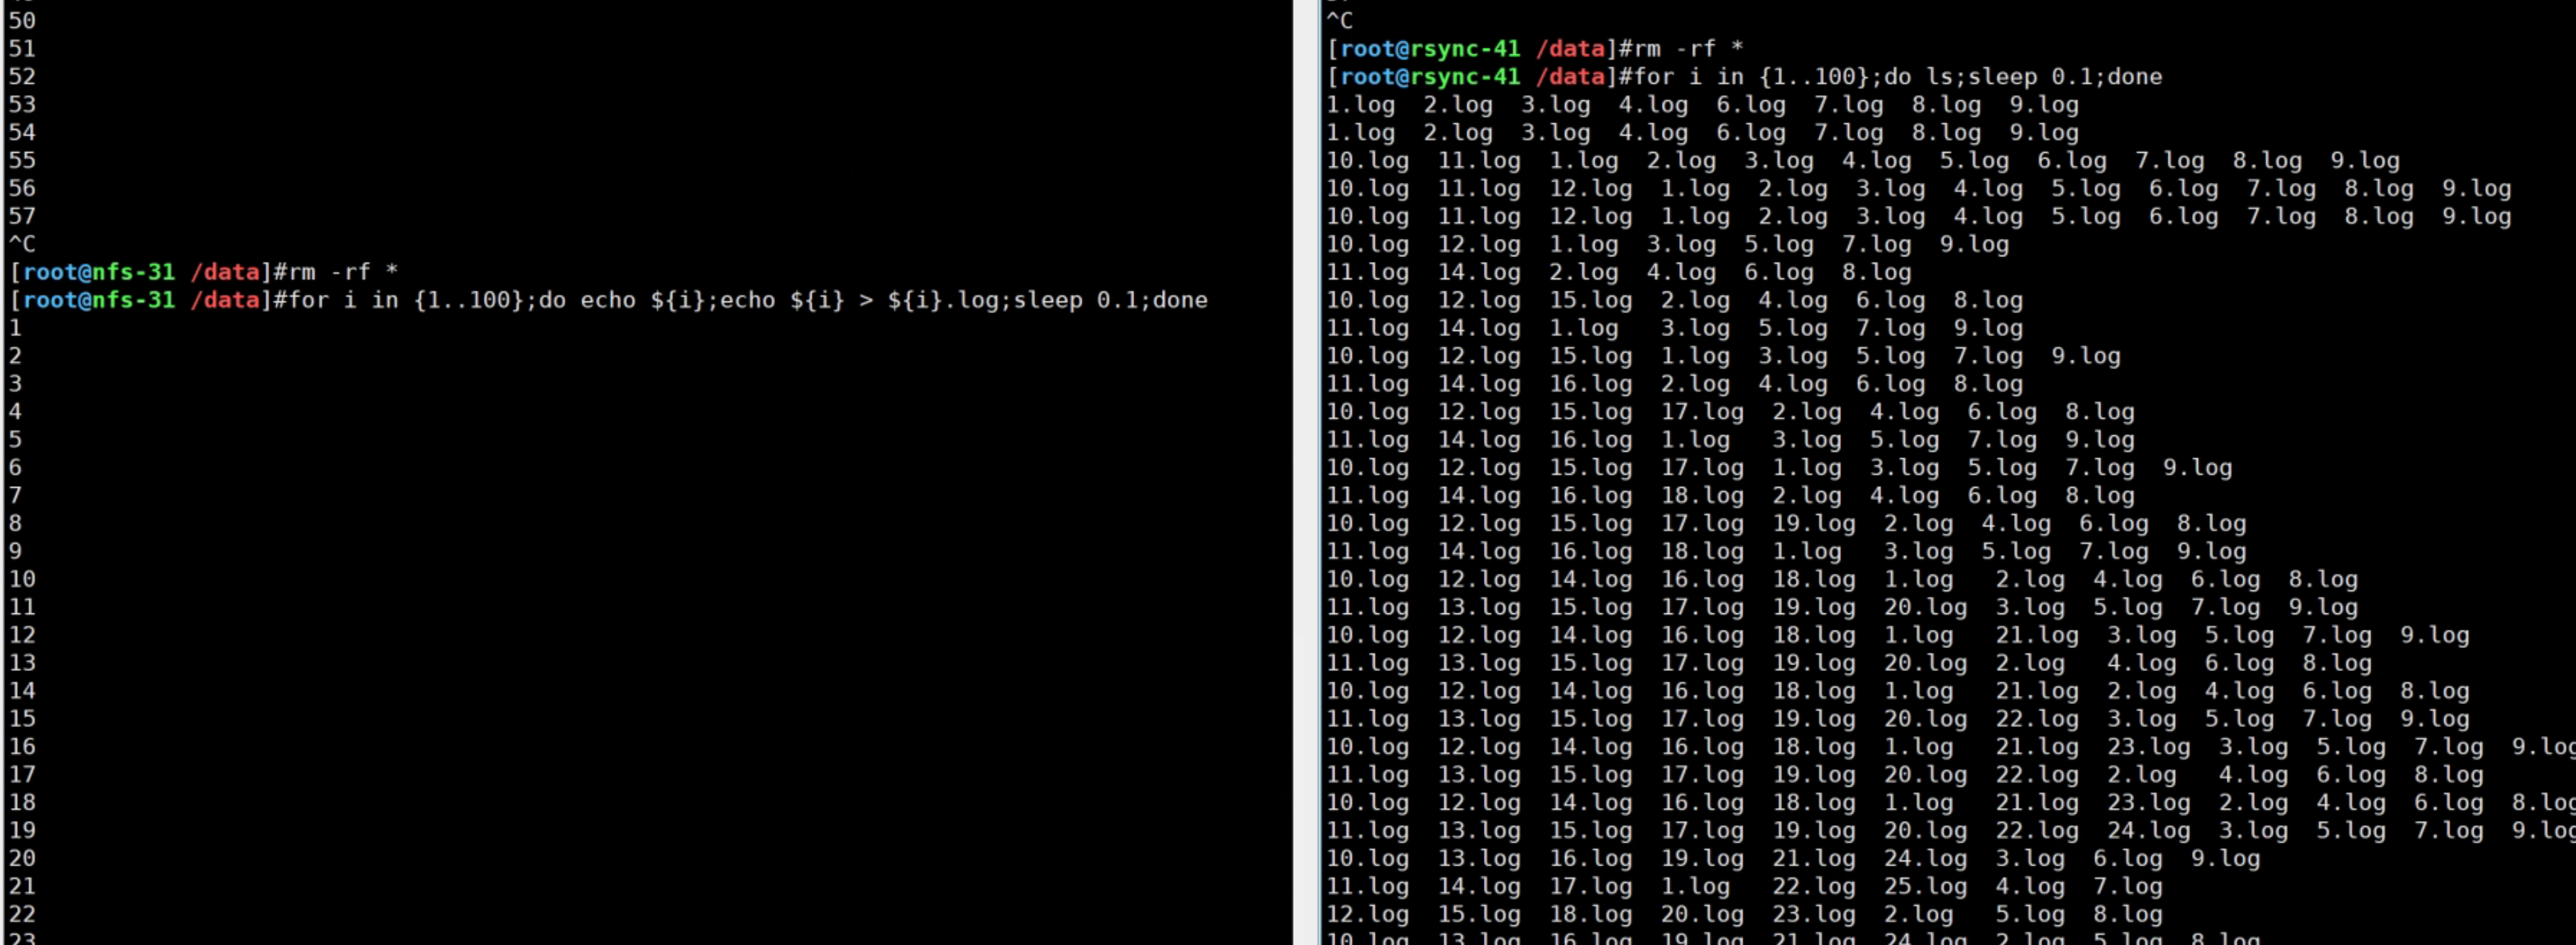 50
51
52
53
54
55
56
57
^C
[root@nfs-31 /data]#rm -rf *
[root@nfs-31 /data]#for i in {1..100};do echo ${i};echo ${i} > ${i}.log;sleep 0.1;done
1
2
3
4
5
6
7
8
9
10
11
12
13
14
15
16
17
18
19
20
21
22
23
^C
[root@rsync-41 /data]#rm -rf *
[root@rsync-41 /data]#for i in {1..100};do ls;sleep 0.1;done
1.log 2.log 3.log 4.log 6.log 7.log 8.log 9.log
1.log 2.log 3.log 4.log 6.log 7.log 8.log 9.log
10.log 11.log 1.log 2.log 3.log 4.log 5.log 6.log 7.log 8.log 9.log
10.log 11.log 12.log 1.log 2.log 3.log 4.log 5.log 6.log 7.log 8.log 9.log
10.log 11.log 12.log 1.log 2.log 3.log 4.log 5.log 6.log 7.log 8.log 9.log
10.log 12.log 1.log 3.log 5.log 7.log 9.log
11.log 14.log 2.log 4.log 6.log 8.log
10.log 12.log 15.log 2.log 4.log 6.log 8.log
11.log 14.log 1.log 3.log 5.log 7.log 9.log
10.log 12.log 15.log 1.log 3.log 5.log 7.log 9.log
11.log 14.log 16.log 2.log 4.log 6.log 8.log
10.log 12.log 15.log 17.log 2.log 4.log 6.log 8.log
11.log 14.log 16.log 1.log 3.log 5.log 7.log 9.log
10.log 12.log 15.log 17.log 1.log 3.log 5.log 7.log 9.log
11.log 14.log 16.log 18.log 2.log 4.log 6.log 8.log
10.log 12.log 15.log 17.log 19.log 2.log 4.log 6.log 8.log
11.log 14.log 16.log 18.log 1.log 3.log 5.log 7.log 9.log
10.log 12.log 14.log 16.log 18.log 1.log 2.log 4.log 6.log 8.log
11.log 13.log 15.log 17.log 19.log 20.log 3.log 5.log 7.log 9.log
10.log 12.log 14.log 16.log 18.log 1.log 21.log 3.log 5.log 7.log 9.log
11.log 13.log 15.log 17.log 19.log 20.log 2.log 4.log 6.log 8.log
10.log 12.log 14.log 16.log 18.log 1.log 21.log 2.log 4.log 6.log 8.log
11.log 13.log 15.log 17.log 19.log 20.log 22.log 3.log 5.log 7.log 9.log
10.log 12.log 14.log 16.log 18.log 1.log 21.log 23.log 3.log 5.log 7.log 9.log
11.log 13.log 15.log 17.log 19.log 20.log 22.log 2.log 4.log 6.log 8.log
10.log 12.log 14.log 16.log 18.log 1.log 21.log 23.log 2.log 4.log 6.log 8.log
11.log 13.log 15.log 17.log 19.log 20.log 22.log 24.log 3.log 5.log 7.log 9.log
10.log 13.log 16.log 19.log 21.log 24.log 3.log 6.log 9.log
11.log 14.log 17.log 1.log 22.log 25.log 4.log 7.log
12.log 15.log 18.log 20.log 23.log 2.log 5.log 8.log
10.log 13.log 16.log 19.log 21.log 24.log 2.log 5.log 8.log